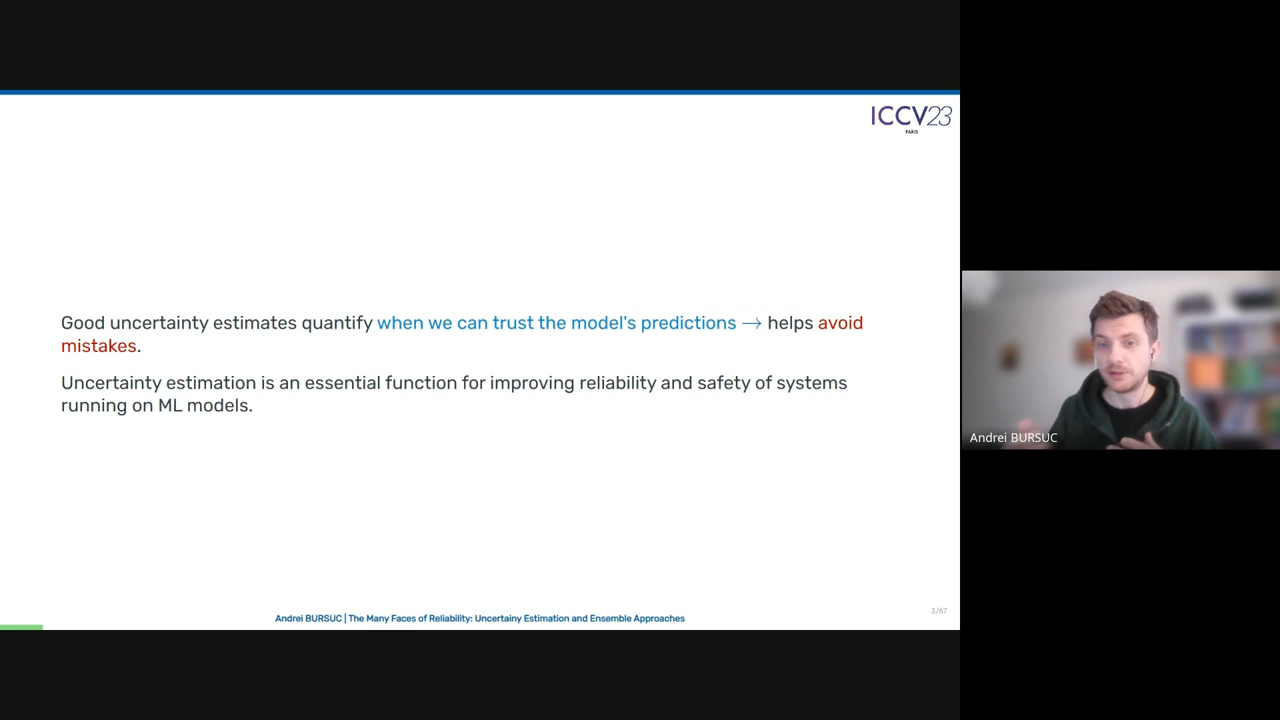 ICCV23
PARIS
Good uncertainty estimates quantify when we can trust the model's predictions → helps avoid
mistakes.
Uncertainty estimation is an essential function for improving reliability and safety of systems
running on ML models.
Andrei BURSUC
Andrei BURSUC | The Many Faces of Reliability: Uncertainy Estimation and Ensemble Approaches
3/67